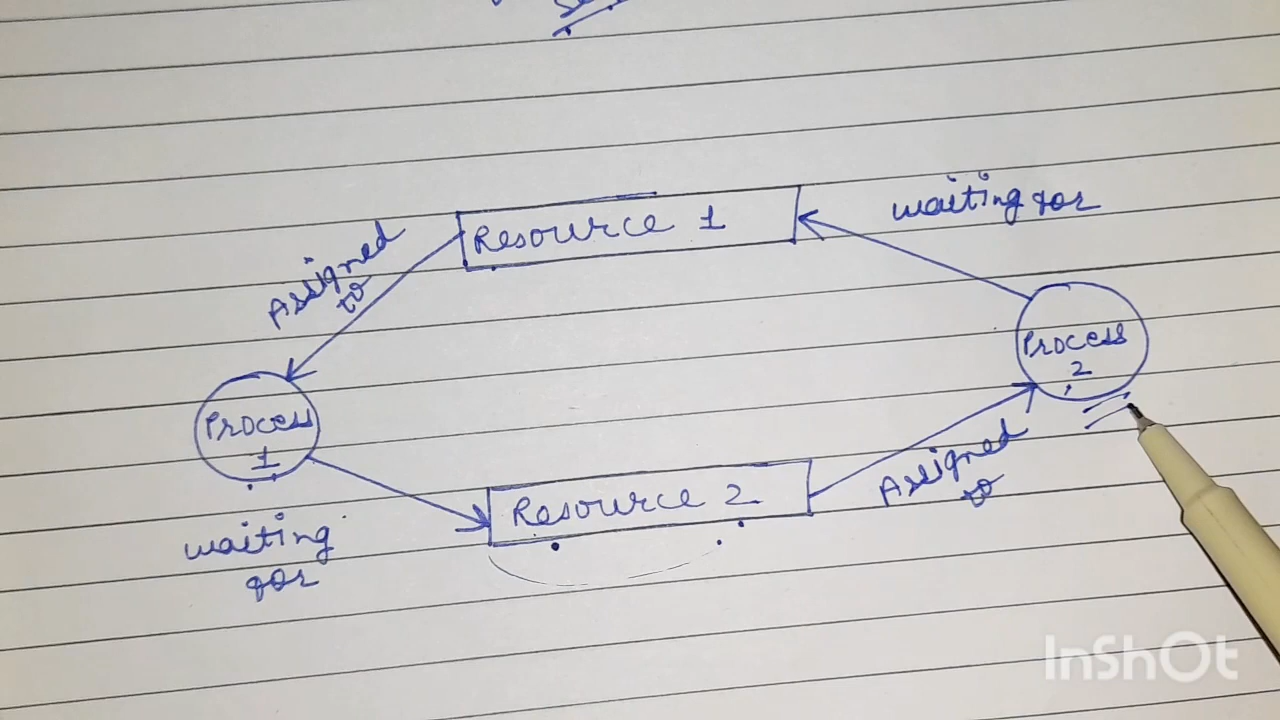 Resource 1
waiting for
Assigned
to
Process
2
Process
1
Resource 2
Assigned
to
waiting
for
InShOt